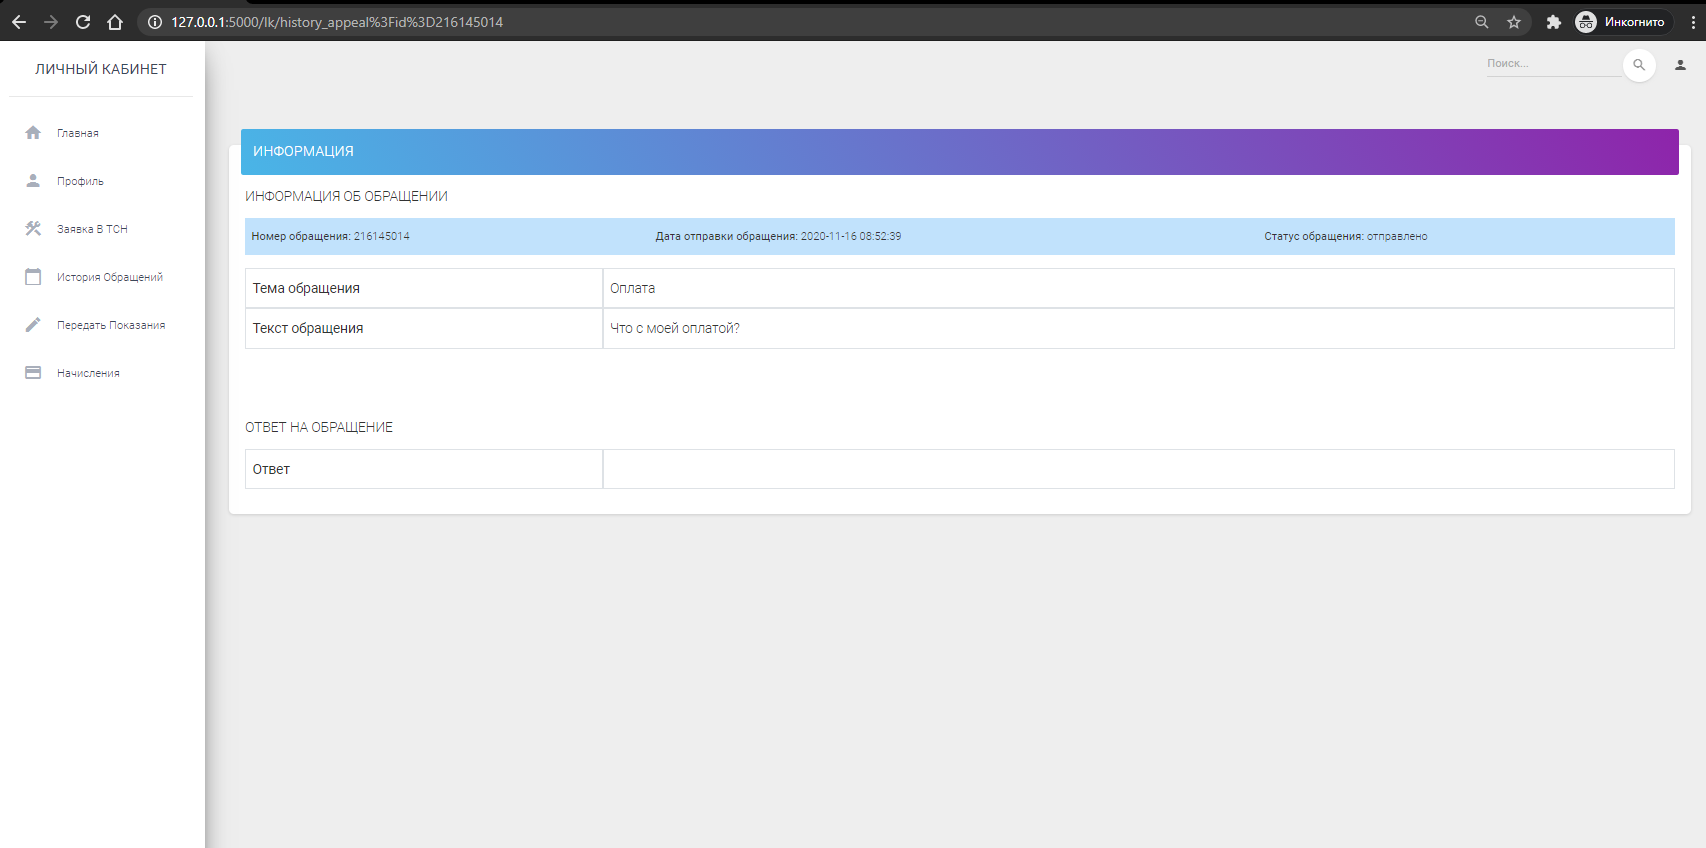 127.0.0.1:5000/lk/history_appeal%3Fid%3D216145014
Инкогнито
ЛИЧНЫЙ КАБИНЕТ
Поиск...
Главная
Профиль
Заявка В ТСН
История Обращений
Передать Показания
Начисления
ИНФОРМАЦИЯ
ИНФОРМАЦИЯ ОБ ОБРАЩЕНИИ
Номер обращения: 216145014 Дата отправки обращения: 2020-11-16 08:52:39 Статус обращения: отправлено
Тема обращения Оплата
Текст обращения Что с моей оплатой?
ОТВЕТ НА ОБРАЩЕНИЕ
Ответ